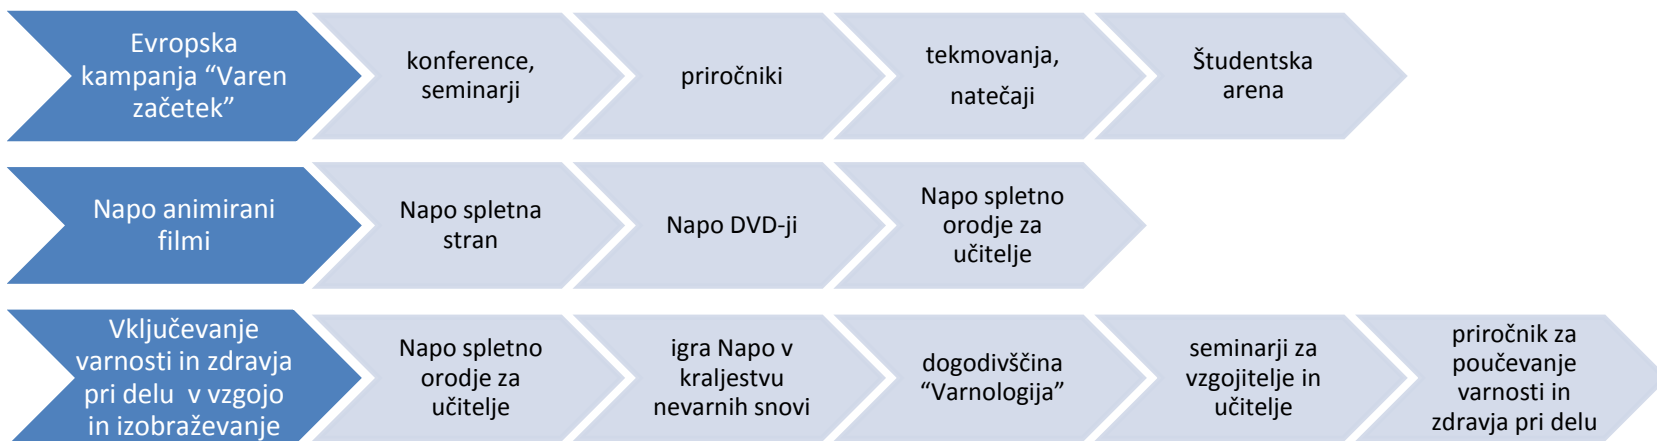 Evropska
kampanja “Varen
začetek”
konference,
seminarji
priročniki
tekmovanja,
natečaji
Študentska
arena
Napo animirani
filmi
Napo spletna
stran
Napo DVD-ji
Napo spletno
orodje za
učitelje
Vključevanje
varnosti in zdravja
pri delu v vzgojo
in izobraževanje
Napo spletno
orodje za
učitelje
igra Napo v
kraljestvu
nevarnih snovi
dogodivščina
“Varnologija”
seminarji za
vzgojitelje in
učitelje
priročnik za
poučevanje
varnosti in
zdravja pri delu